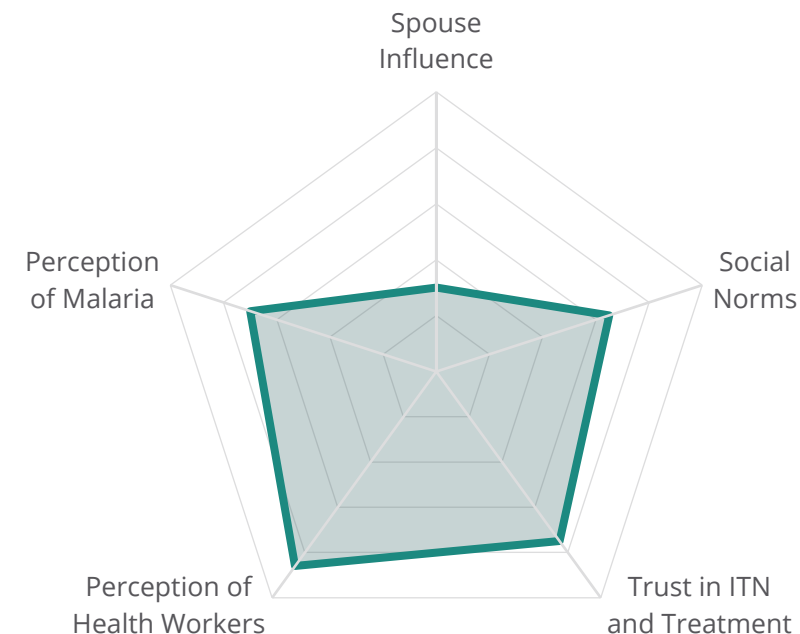 Spouse
Influence
Perception
of Malaria
Social
Norms
Perception of
Health Workers
Trust in ITN
and Treatment